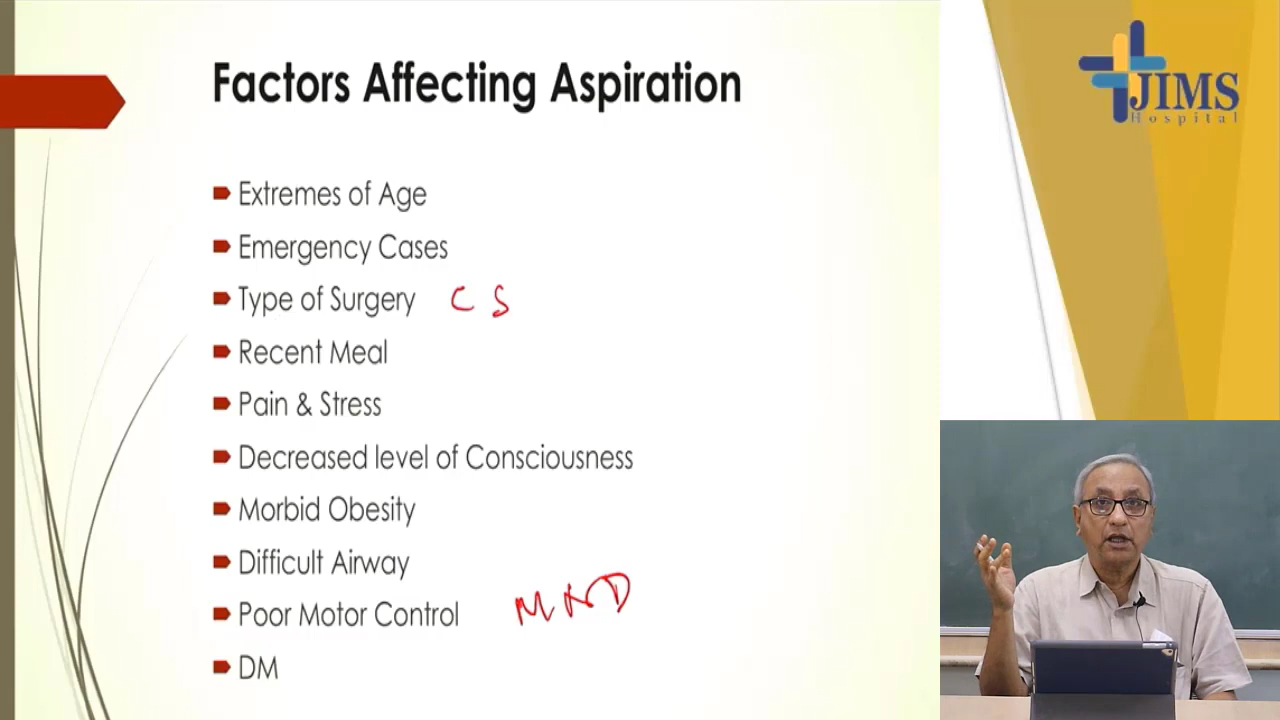 Factors Affecting Aspiration
JIMS
Hospital
Extremes of Age
Emergency Cases
Type of Surgery C S
Recent Meal
Pain & Stress
Decreased level of Consciousness
Morbid Obesity
Difficult Airway
Poor Motor Control MND
DM